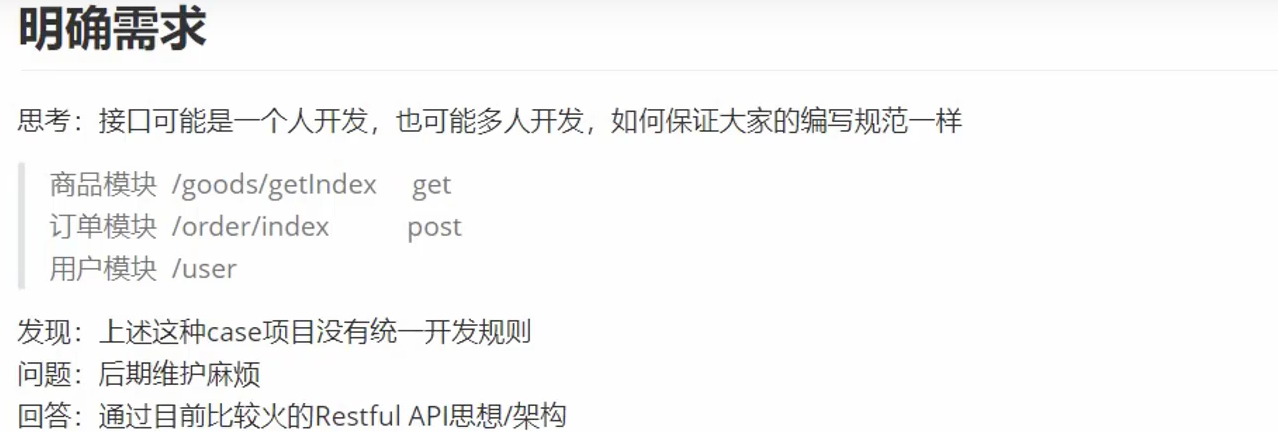 明确需求
思考：接口可能是一个人开发，也可能多人开发，如何保证大家的编写规范一样
商品模块 /goods/getIndex get
订单模块 /order/index post
用户模块 /user
发现：上述这种case项目没有统一开发规则
问题：后期维护麻烦
回答：通过目前比较火的Restful API思想/架构